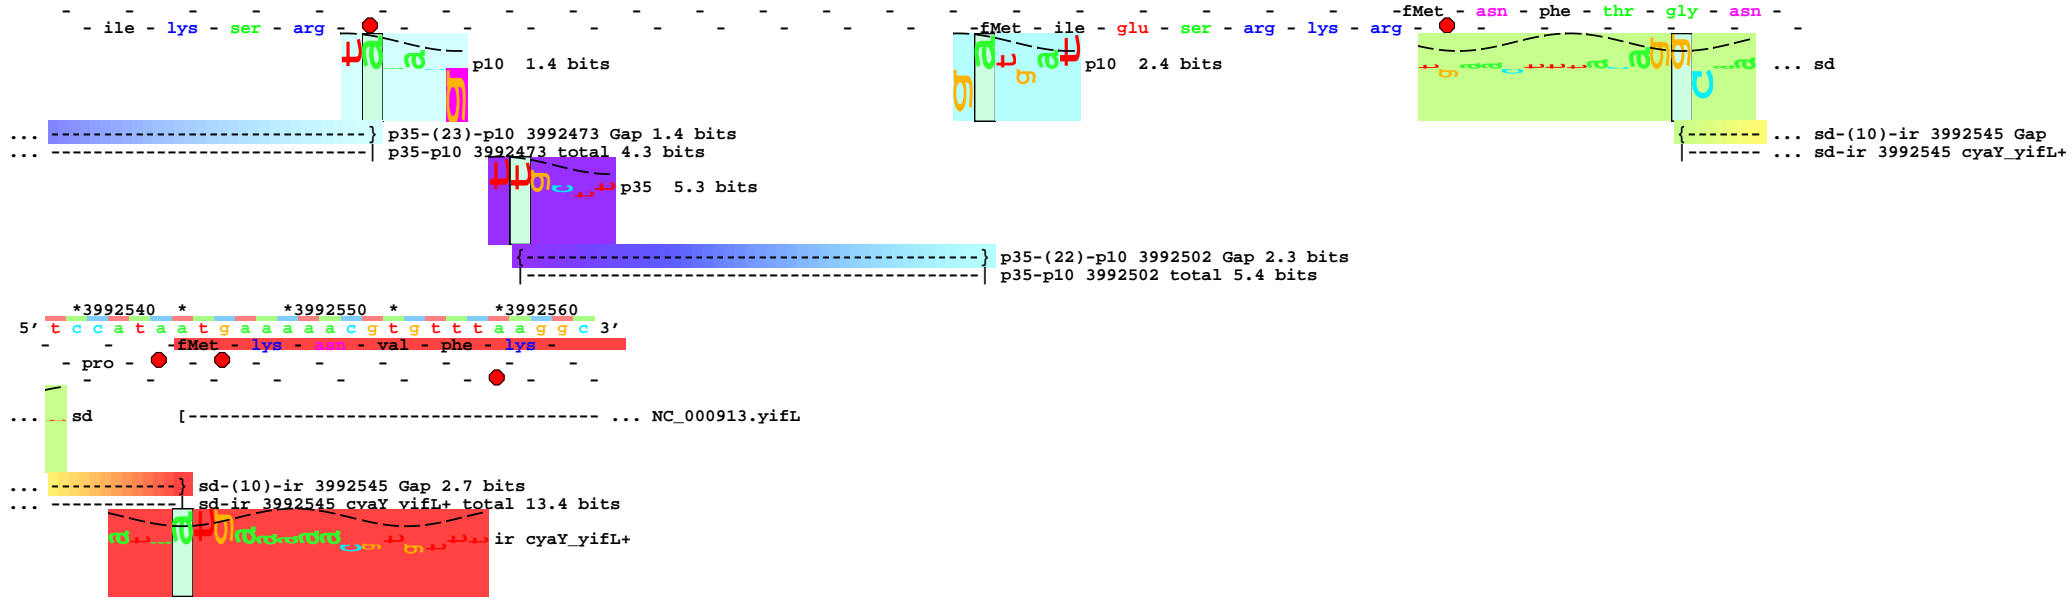 - - - - - - - - - - - - - - - - - - - - - -fMet - asn - phe - thr - gly - asn -
- ile - lys - ser - arg - - - - - - - - - - -fMet - ile - glu - ser - arg - lys - arg - - - - - -
t a a g p10 1.4 bits
g a t g a t p10 2.4 bits
t g a a c t t t a c a g g c a a ... sd
... ------------------------------} p35-(23)-p10 3992473 Gap 1.4 bits
{------- ... sd-(10)-ir 3992545 Gap
... ------------------------------| p35-p10 3992473 total 4.3 bits
|------- ... sd-ir 3992545 cyaY_yifL+
t t g c t t p35 5.3 bits
{-------------------------------------------} p35-(22)-p10 3992502 Gap 2.3 bits
|-------------------------------------------| p35-p10 3992502 total 5.4 bits
*3992540 * *3992550 * *3992560
5' t c c a t a a t g a a a a a c g t g t t t a a g g c 3'
- - -fMet - lys - asn - val - phe - lys -
- pro - - - - - - - -
- - - - - - - - -
... sd [--------------------------------------- ... NC_000913.yifL
... ------------} sd-(10)-ir 3992545 Gap 2.7 bits
... ------------| sd-ir 3992545 cyaY_yifL+ total 13.4 bits
a t a a t g a a a a a c g t g t t t ir cyaY_yifL+